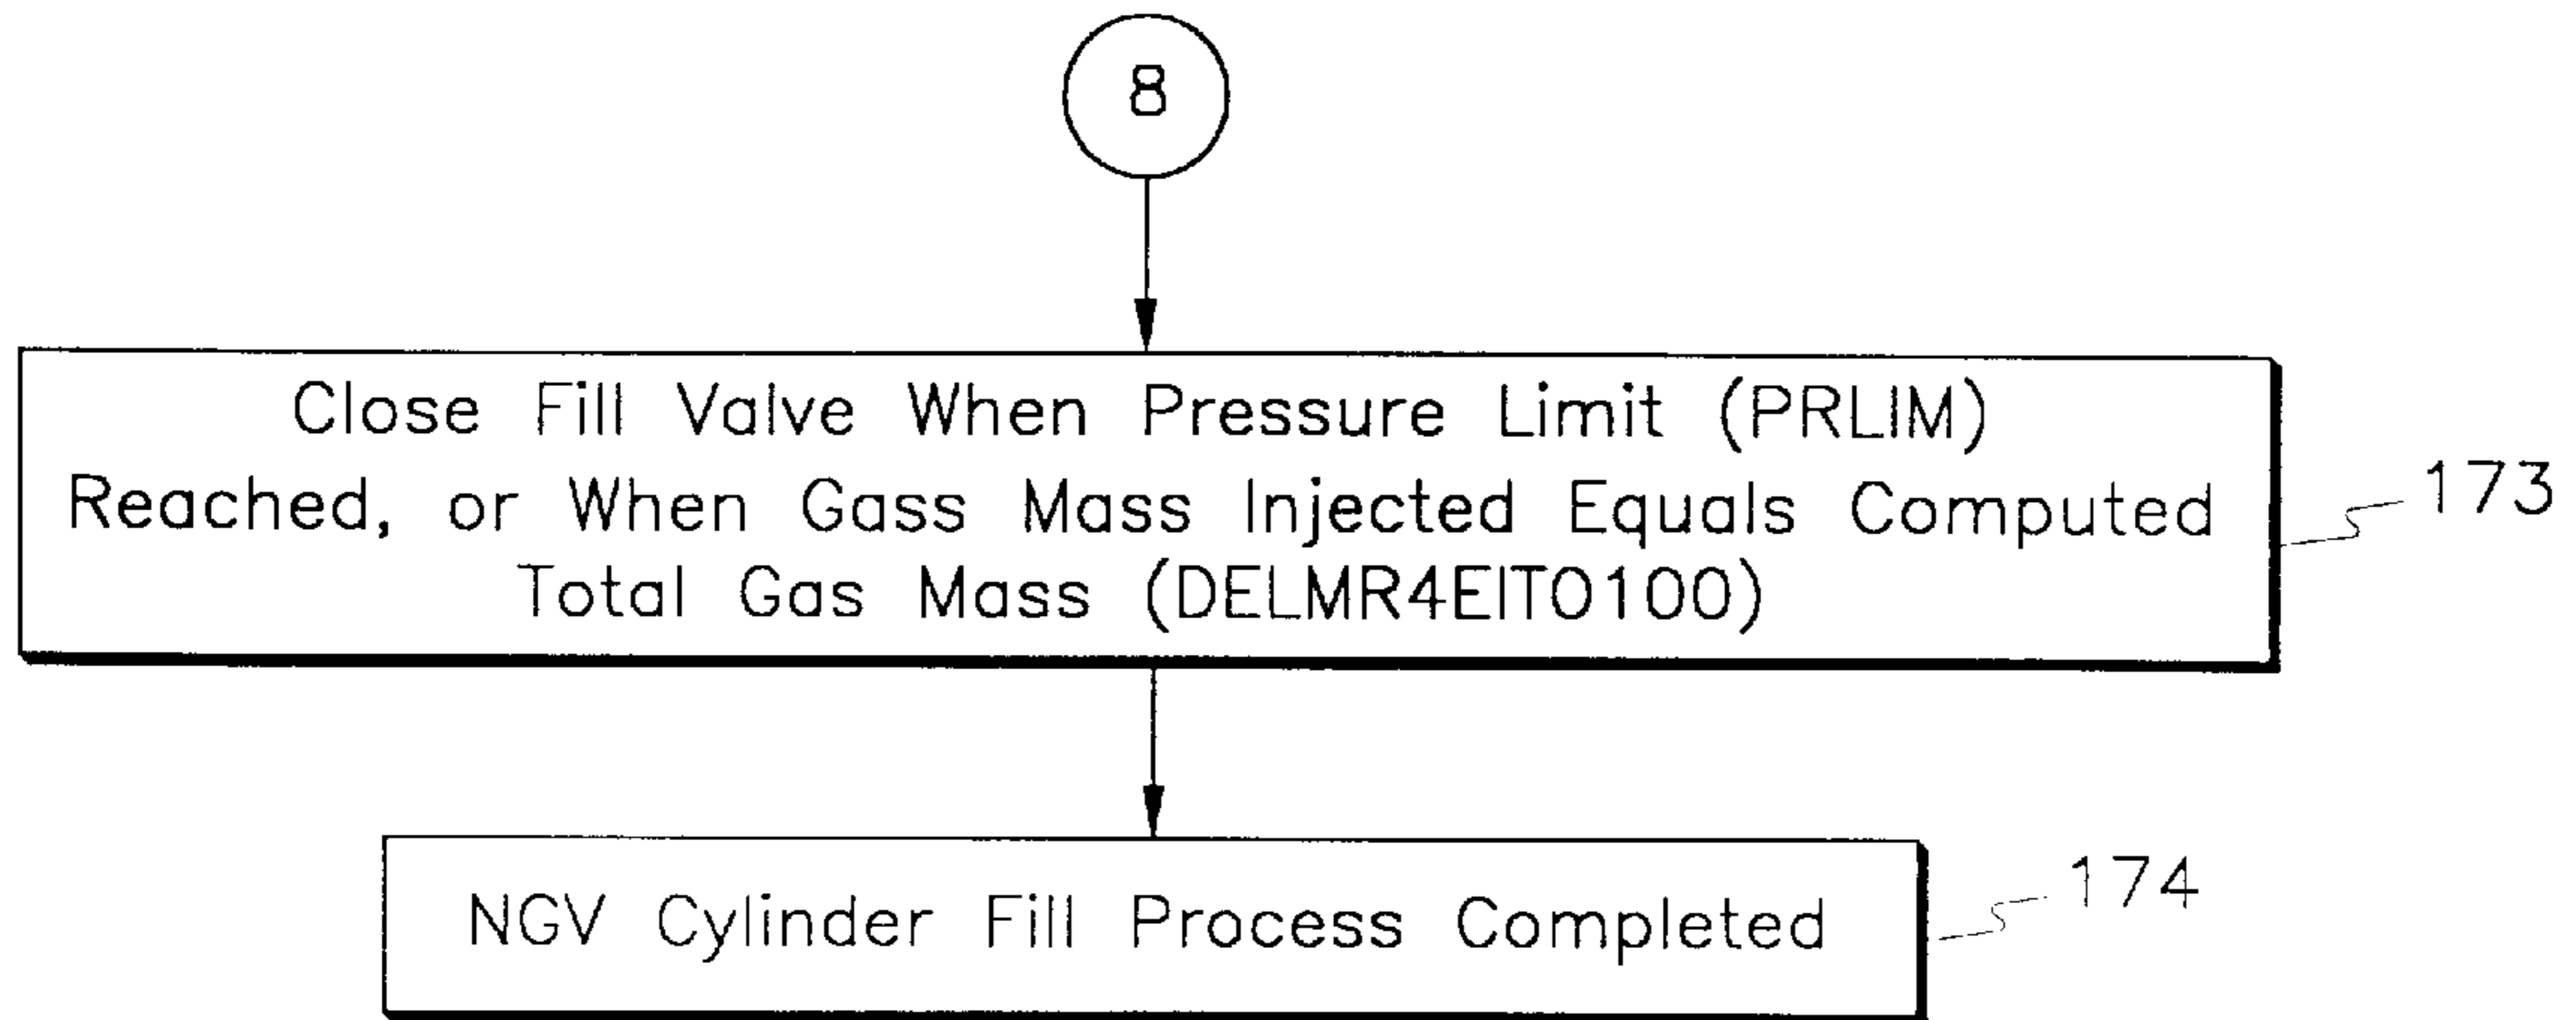 8
Close Fill Valve When Pressure Limit (PRLIM)
Reached, or When Gass Mass Injected Equals Computed
Total Gas Mass (DELMR4EITO100)
173
NGV Cylinder Fill Process Completed
174